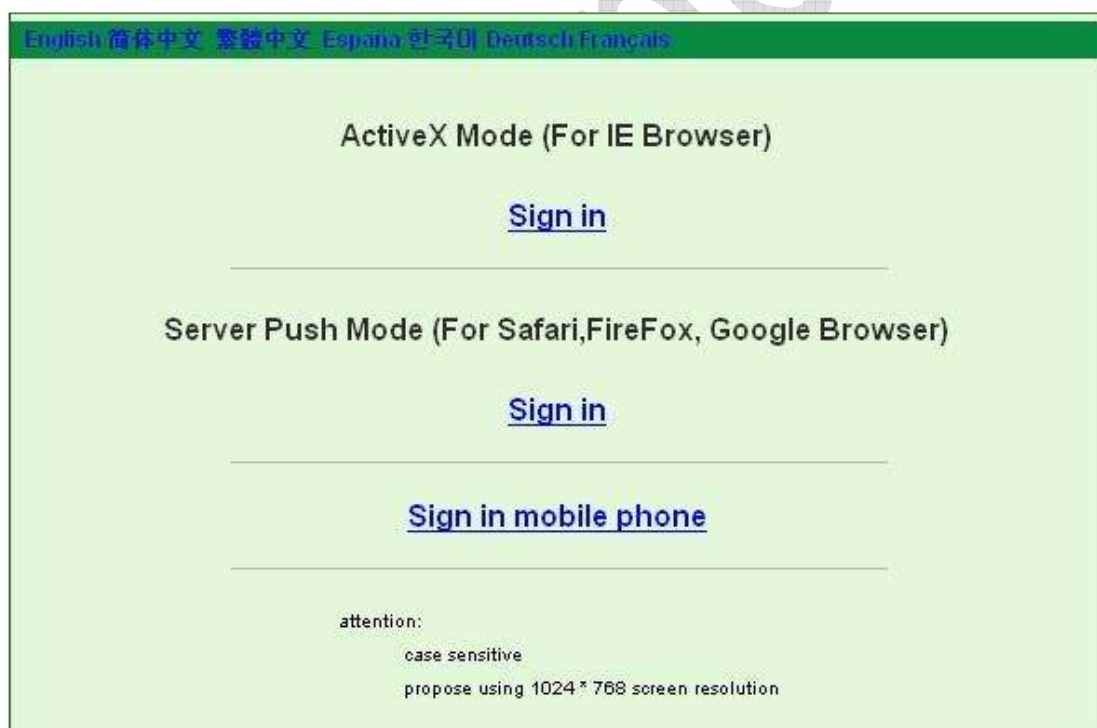 English 简体中文 繁體中文 España 한국어 Deutsch Français
ActiveX Mode (For IE Browser)
Sign in
Server Push Mode (For Safari,FireFox, Google Browser)
Sign in
Sign in mobile phone
attention:
case sensitive
propose using 1024 * 768 screen resolution